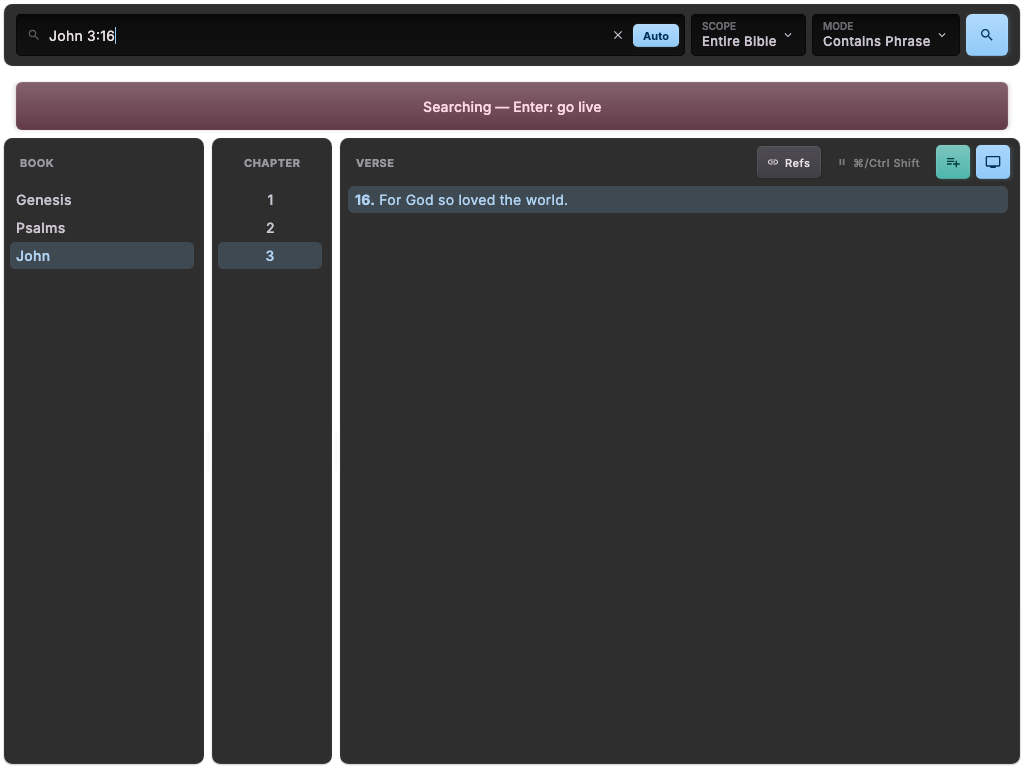 John 3:16
Auto
SCOPE
Entire Bible
MODE
Contains Phrase
Searching — Enter: go live
BOOK
Genesis
Psalms
John
CHAPTER
1
2
3
VERSE
Refs
⌘/Ctrl Shift
16. For God so loved the world.